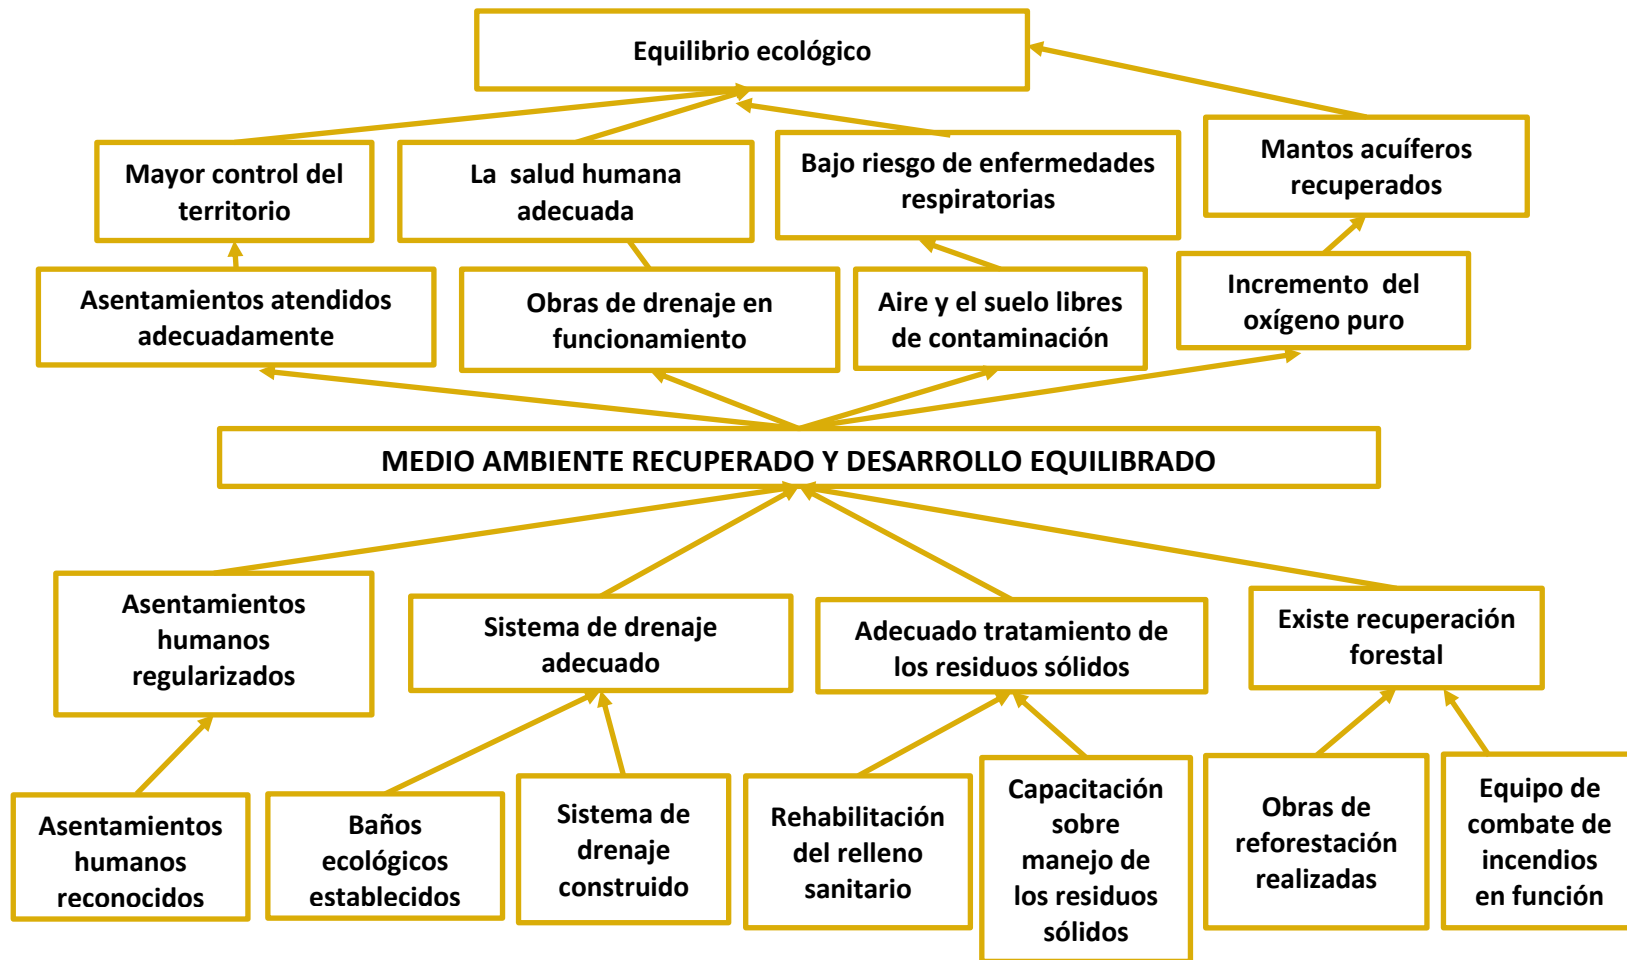 Equilibrio ecológico
Mayor control del
territorio
La  salud humana
adecuada
Bajo riesgo de enfermedades
respiratorias
Mantos acuíferos
recuperados
Asentamientos atendidos
adecuadamente
Obras de drenaje en
funcionamiento
Aire y el suelo libres
de contaminación
Incremento  del
oxígeno puro
MEDIO AMBIENTE RECUPERADO Y DESARROLLO EQUILIBRADO
Asentamientos
humanos
regularizados
Sistema de drenaje
adecuado
Adecuado tratamiento de
los residuos sólidos
Existe recuperación
forestal
Asentamientos
humanos
reconocidos
Baños
ecológicos
establecidos
Sistema de
drenaje
construido
Rehabilitación
del relleno
sanitario
Capacitación
sobre
manejo de
los residuos
sólidos
Obras de
reforestación
realizadas
Equipo de
combate de
incendios
en función